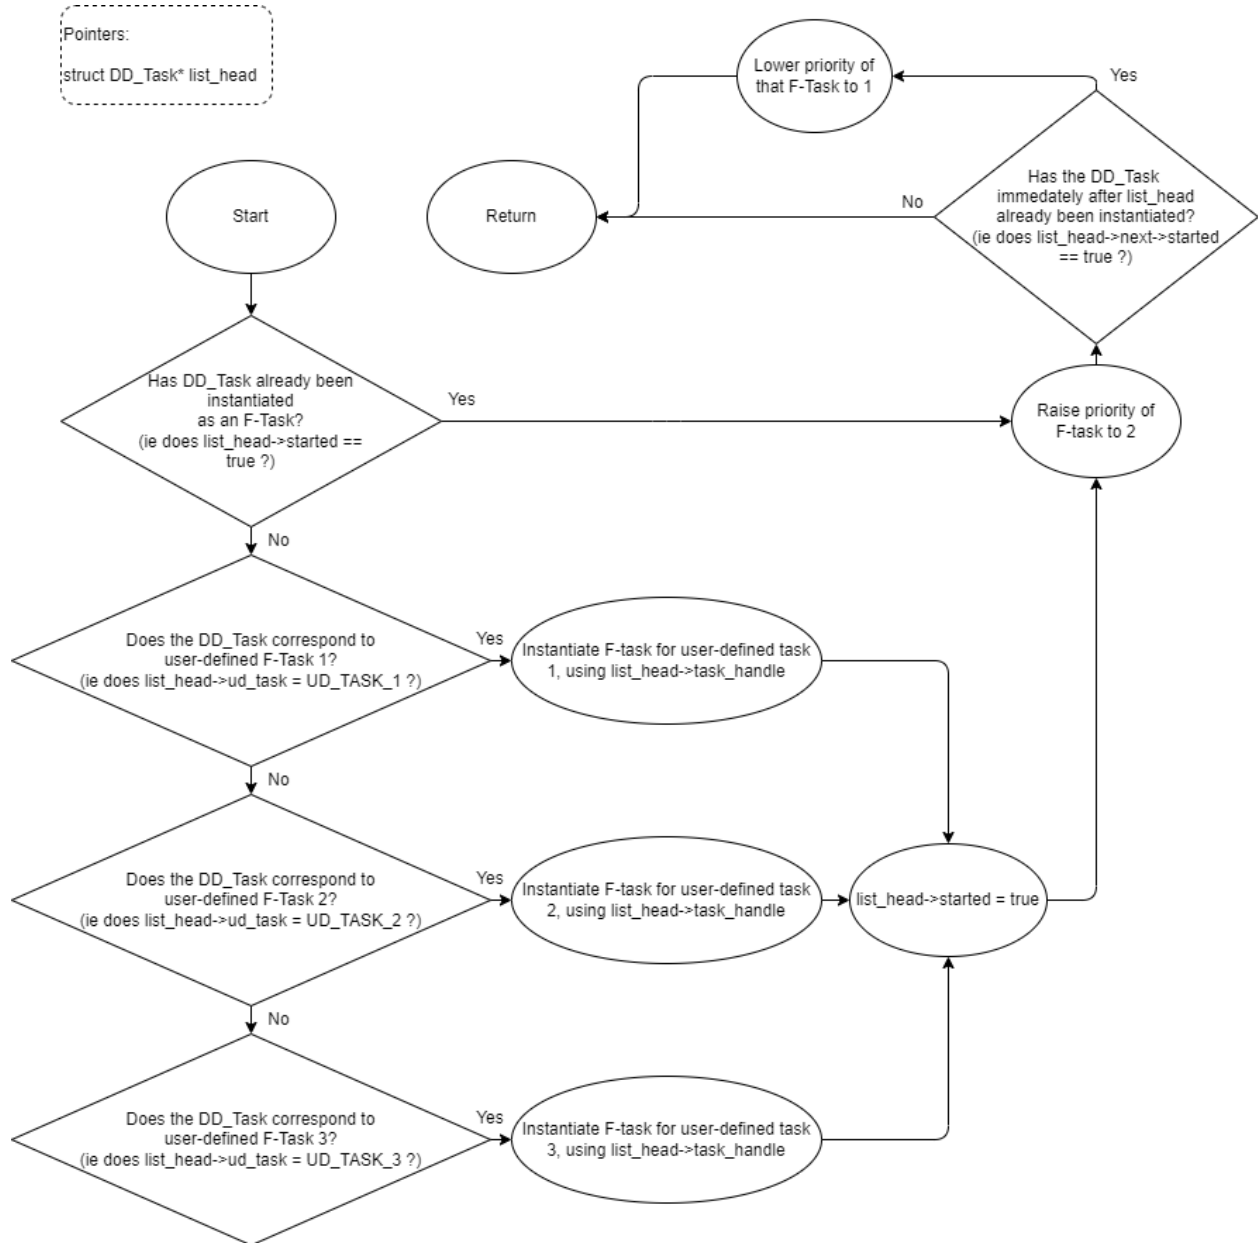 Pointers:
struct DD_Task* list_head
Lower priority of
that F-Task to 1
Yes
Start
Return
No
Has the DD_Task
immedately after list_head
already been instantiated?
(ie does list_head->next->started
== true ?)
Has DD_Task already been
instantiated
as an F-Task?
(ie does list_head->started ==
true ?)
Yes
Raise priority of
F-task to 2
No
Does the DD_Task correspond to
user-defined F-Task 1?
(ie does list_head->ud_task = UD_TASK_1 ?)
Yes
Instantiate F-task for user-defined task
1, using list_head->task_handle
No
Does the DD_Task correspond to
user-defined F-Task 2?
(ie does list_head->ud_task = UD_TASK_2 ?)
Yes
Instantiate F-task for user-defined task
2, using list_head->task_handle
list_head->started = true
No
Does the DD_Task correspond to
user-defined F-Task 3?
(ie does list_head->ud_task = UD_TASK_3 ?)
Yes
Instantiate F-task for user-defined task
3, using list_head->task_handle